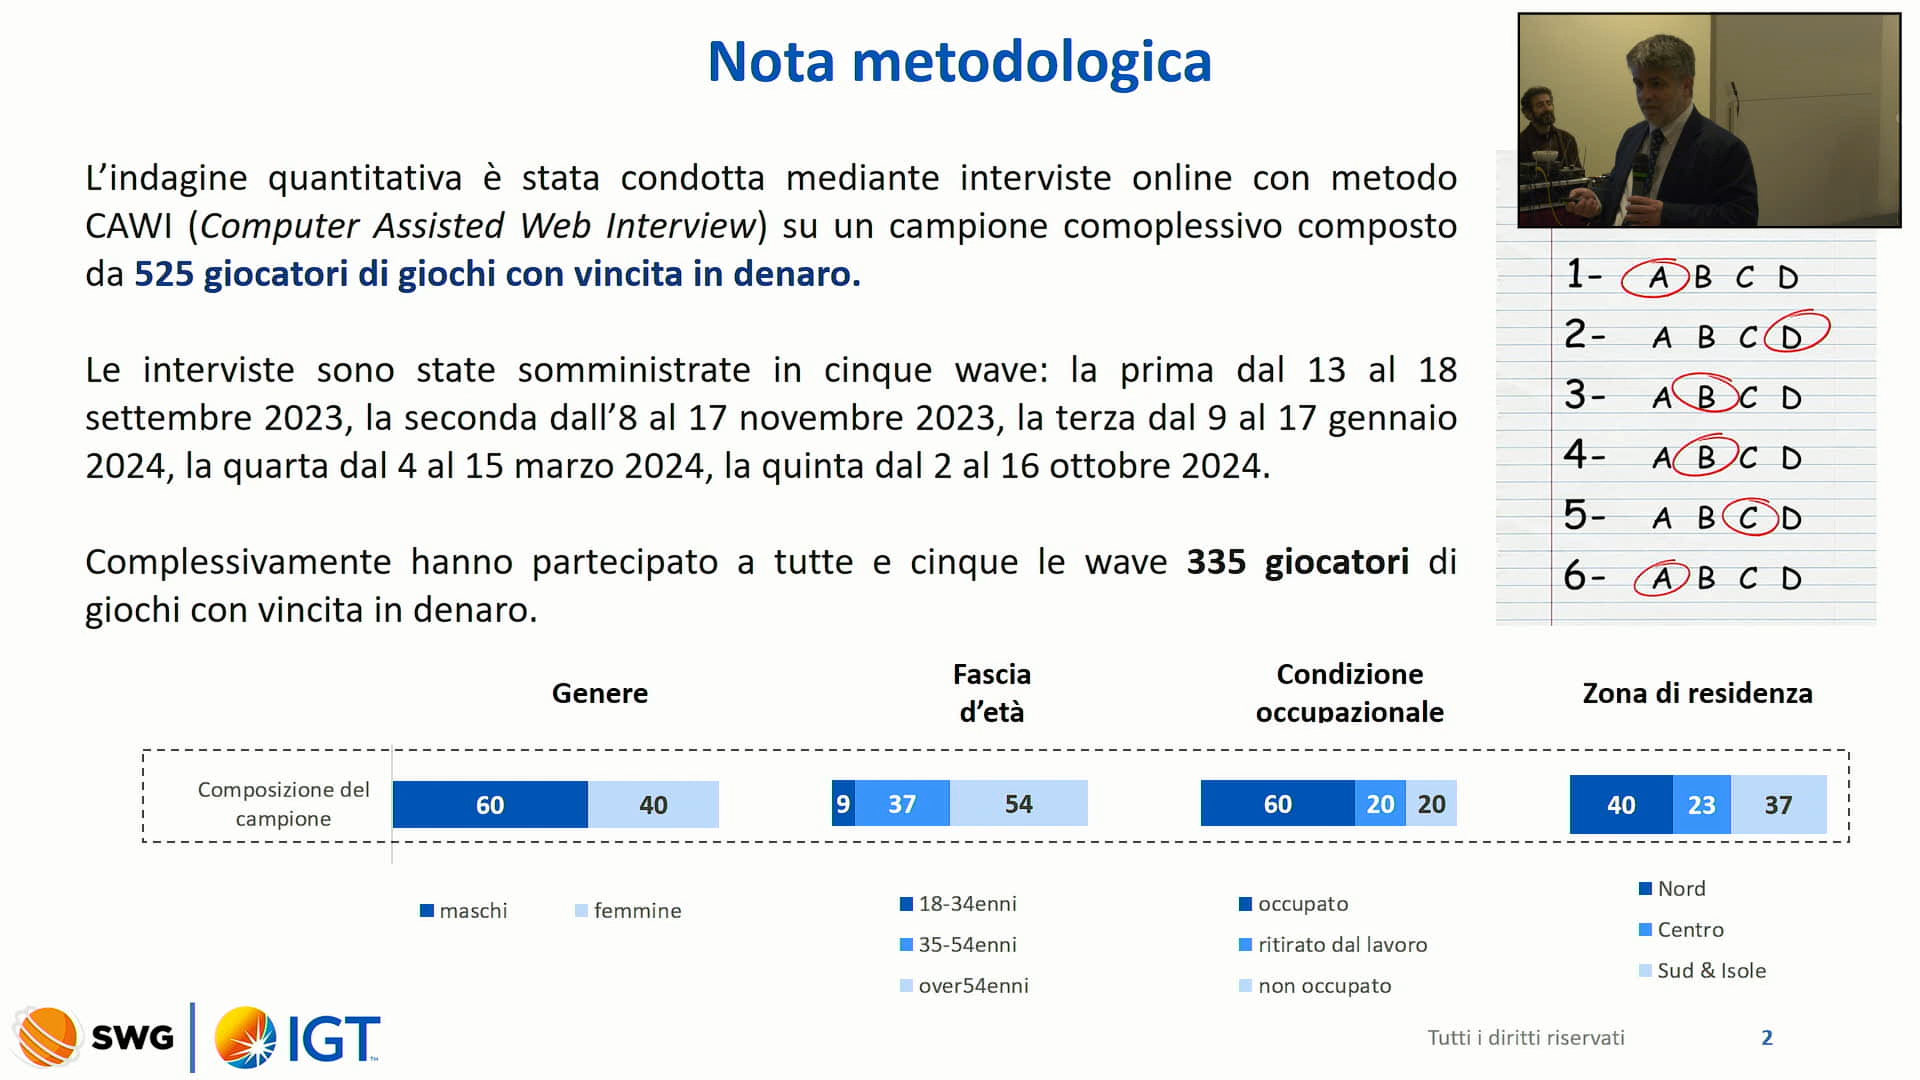 Nota metodologica
L’indagine quantitativa è stata condotta mediante interviste online con metodo
CAWI (Computer Assisted Web Interview) su un campione comoplessivo composto
da 525 giocatori di giochi con vincita in denaro.
Le interviste sono state somministrate in cinque wave: la prima dal 13 al 18
settembre 2023, la seconda dall’8 al 17 novembre 2023, la terza dal 9 al 17 gennaio
2024, la quarta dal 4 al 15 marzo 2024, la quinta dal 2 al 16 ottobre 2024.
Complessivamente hanno partecipato a tutte e cinque le wave 335 giocatori di
giochi con vincita in denaro.
1- A B C D
2- A B C D
3- A B C D
4- A B C D
5- A B C D
6- A B C D
Genere
Fascia
d’età
Condizione
occupazionale
Zona di residenza
Composizione del
campione
60 40
9 37 54
60 20 20
40 23 37
maschi femmine
18-34enni
35-54enni
over54enni
occupato
ritirato dal lavoro
non occupato
Nord
Centro
Sud & Isole
SWG
IGT
Tutti i diritti riservati 2